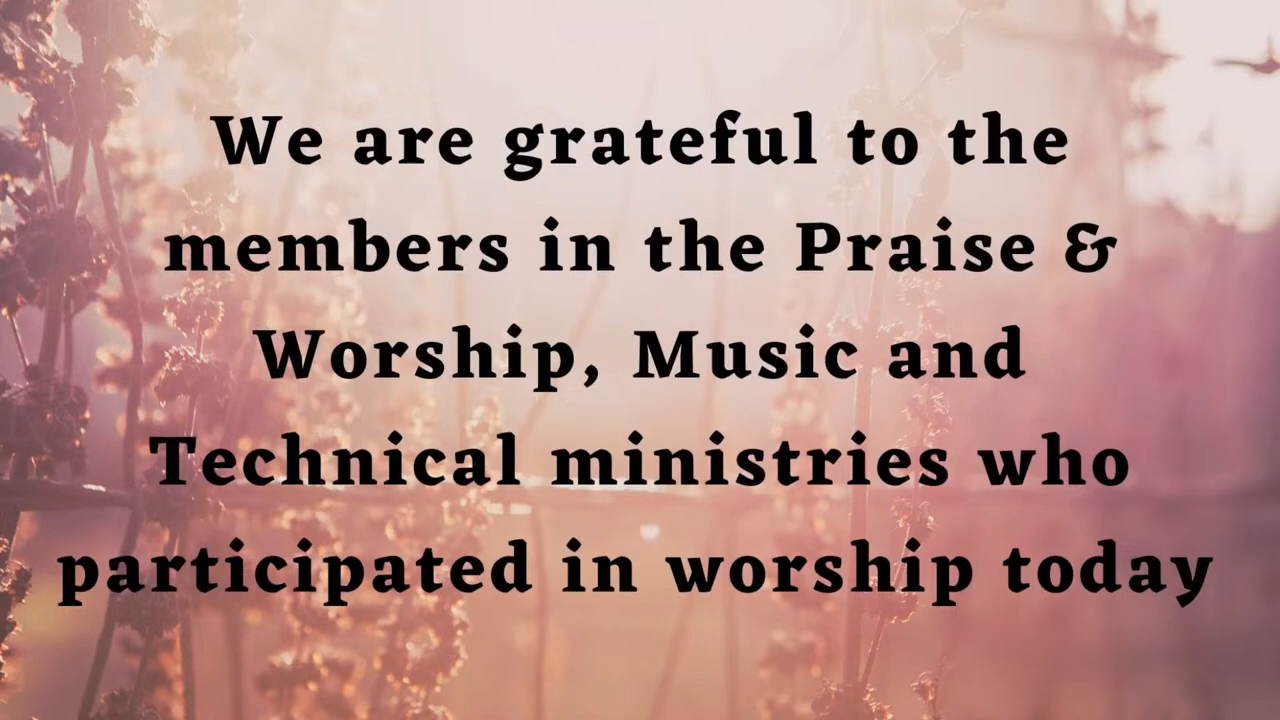 We are grateful to the
members in the Praise &
Worship, Music and
Technical ministries who
participated in worship today